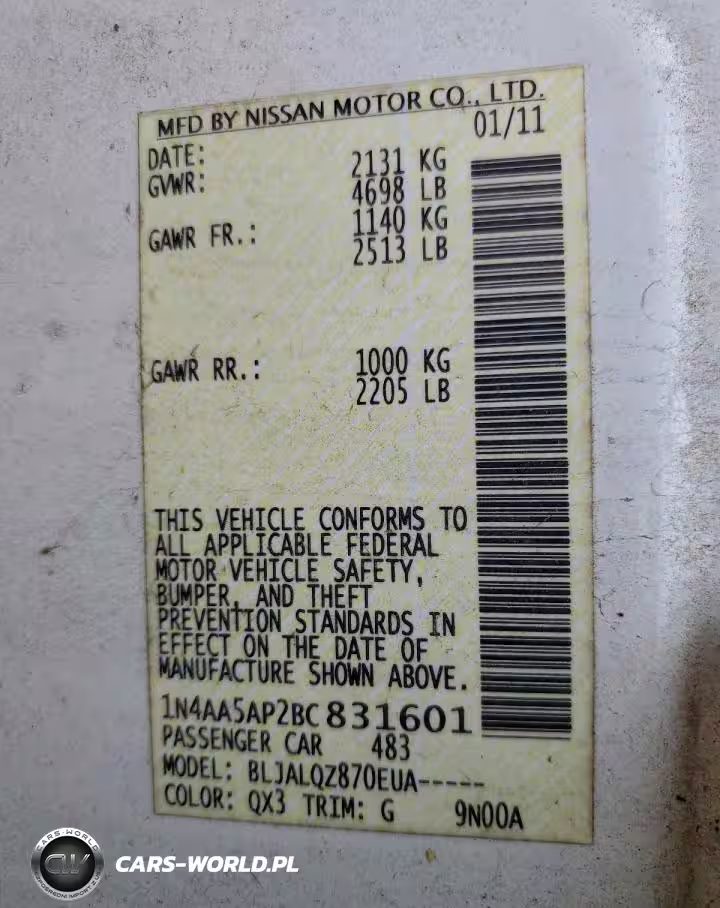 MFD BY NISSAN MOTOR CO., LTD.
DATE: 01/11
GVWR: 2131 KG
4698 LB
GAWR FR.: 1140 KG
2513 LB
GAWR RR.: 1000 KG
2205 LB
THIS VEHICLE CONFORMS TO
ALL APPLICABLE FEDERAL
MOTOR VEHICLE SAFETY,
BUMPER, AND THEFT
PREVENTION STANDARDS IN
EFFECT ON THE DATE OF
MANUFACTURE SHOWN ABOVE.
1N4AA5AP2BC831601
PASSENGER CAR 483
MODEL: BLJALQZ870EUA-----
COLOR: QX3 TRIM: G 9N00A
CARS-WORLD
CW
CARS-WORLD.PL